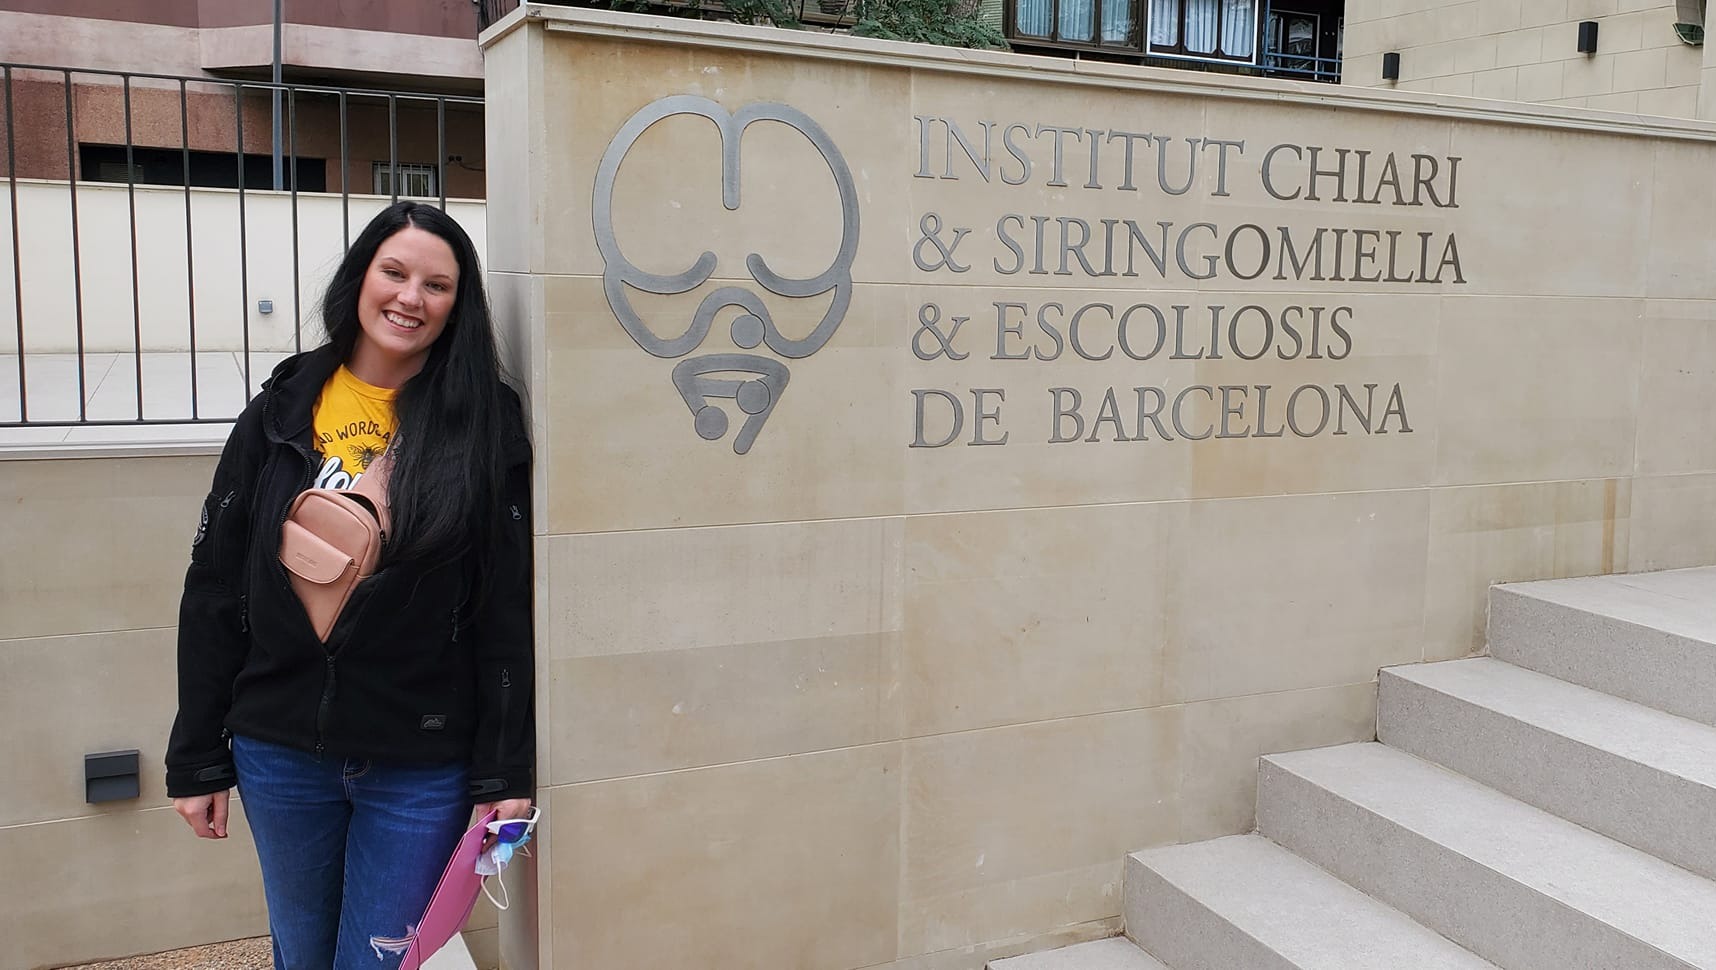 INSTITUT CHIARI
& SIRINGOMIELIA
& ESCOLIOSIS
DE BARCELONA